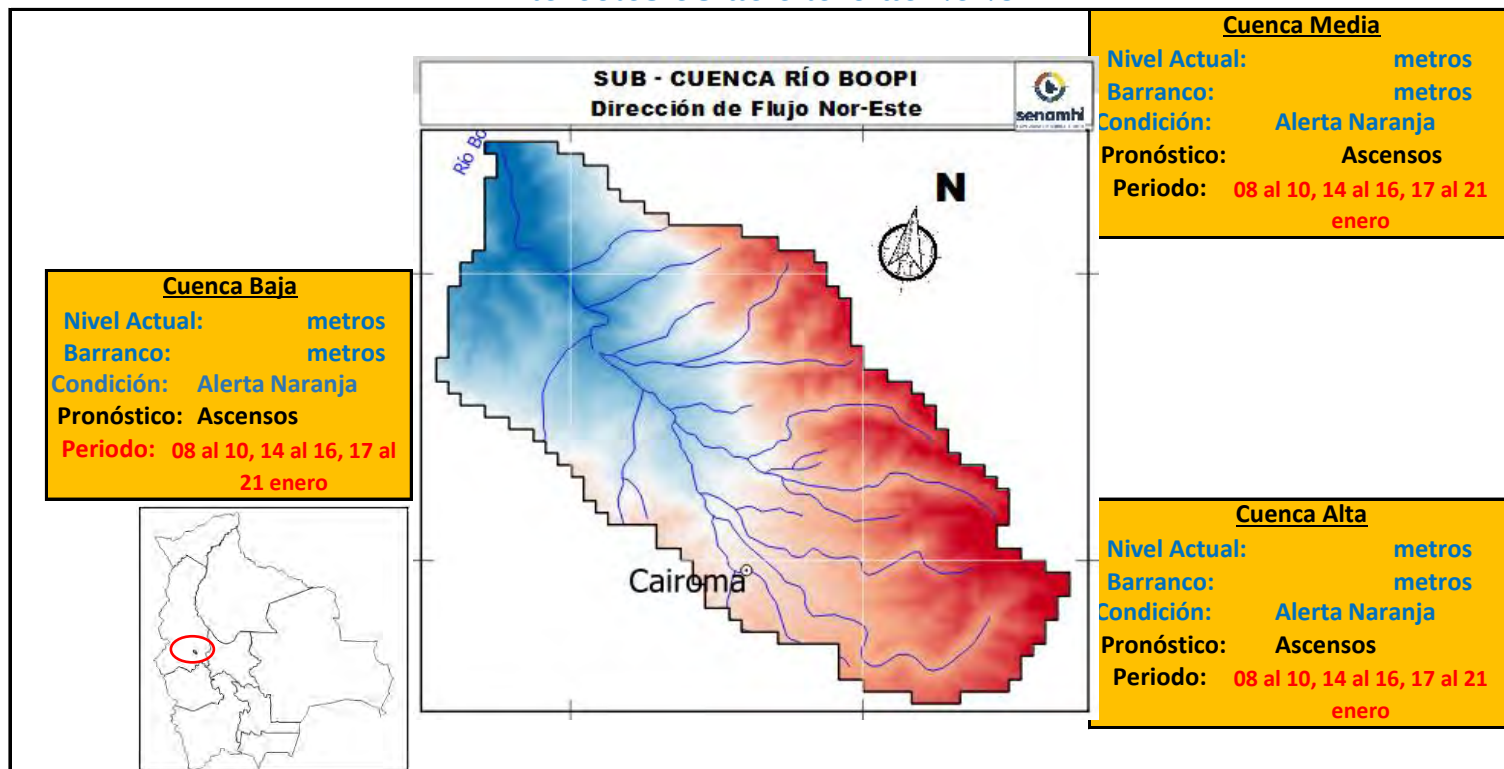 Cuenca Media
Nivel Actual: metros
Barranco: metros
Condición: Alerta Naranja
Pronóstico: Ascensos
Periodo: 08 al 10, 14 al 16, 17 al 21
enero
SUB - CUENCA RÍO BOOPI
Dirección de Flujo Nor-Este
senamhi
Río Bo
N
Cuenca Baja
Nivel Actual: metros
Barranco: metros
Condición: Alerta Naranja
Pronóstico: Ascensos
Periodo: 08 al 10, 14 al 16, 17 al
21 enero
Cairoma
Cuenca Alta
Nivel Actual: metros
Barranco: metros
Condición: Alerta Naranja
Pronóstico: Ascensos
Periodo: 08 al 10, 14 al 16, 17 al 21
enero